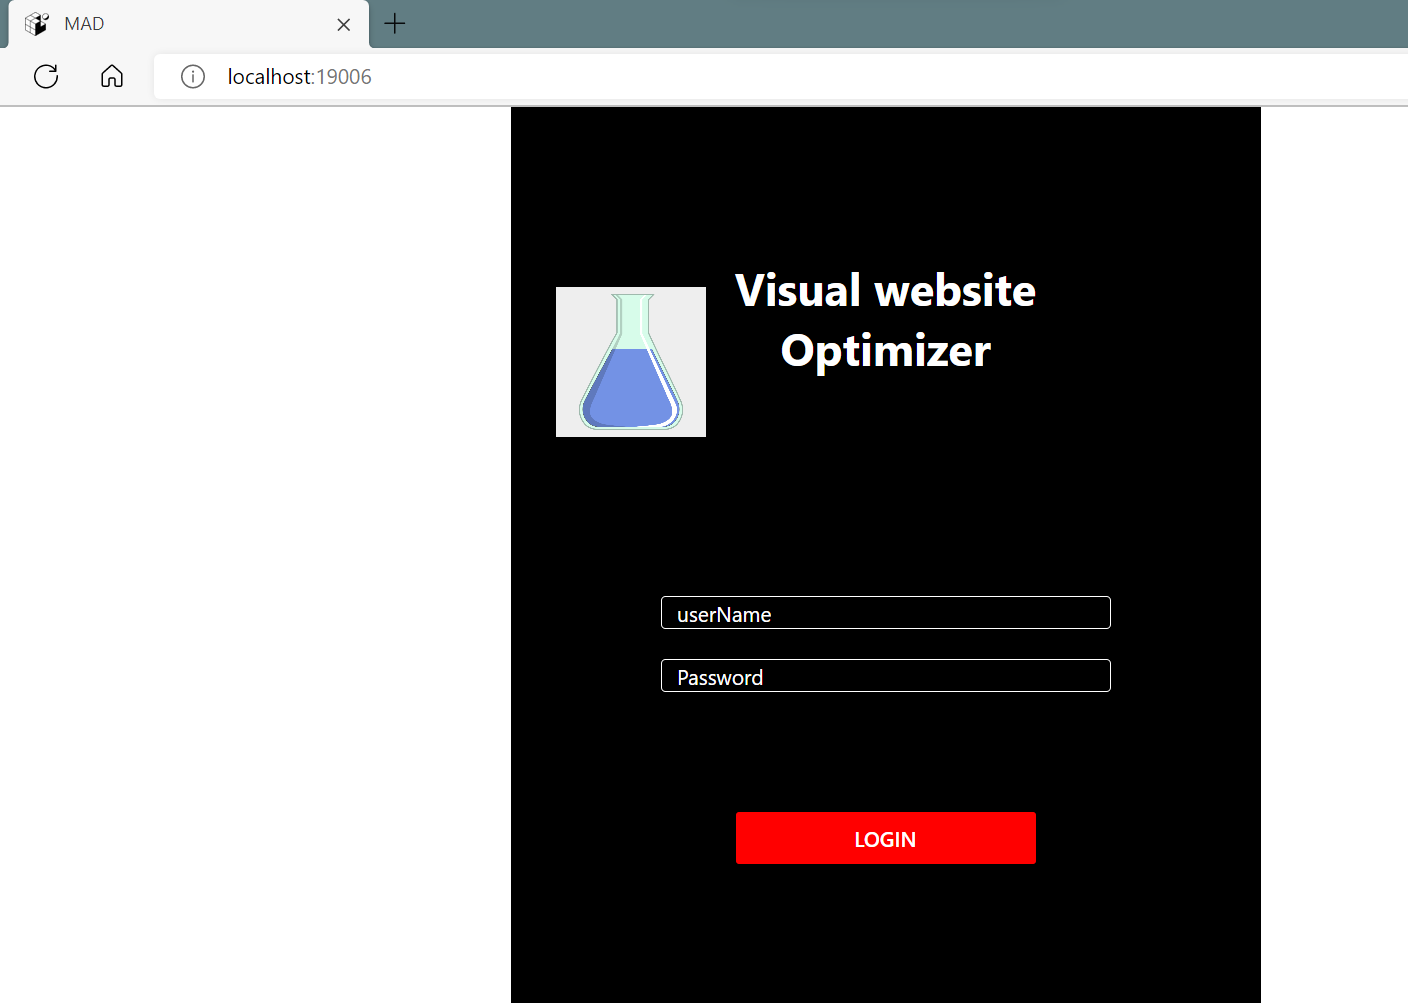 MAD
localhost:19006
Visual website
Optimizer
userName
Password
LOGIN